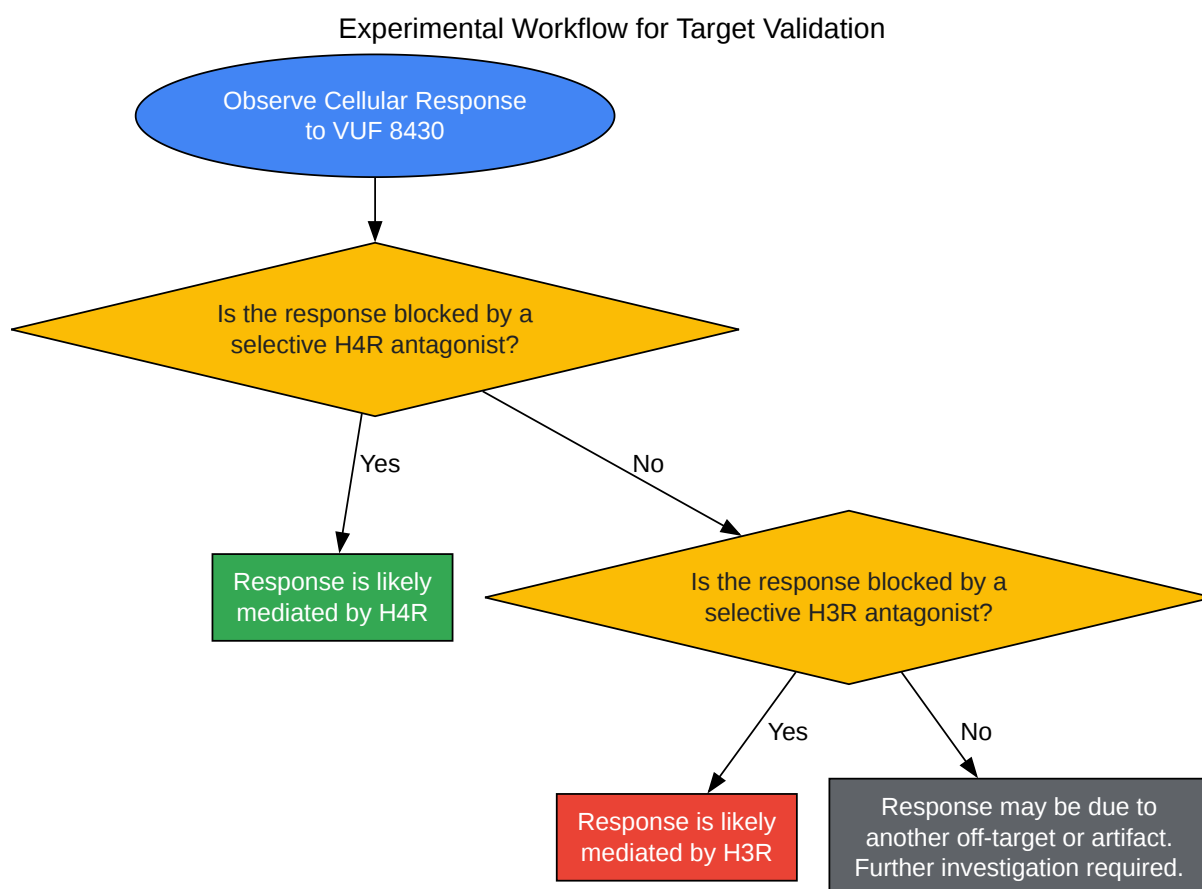 Experimental Workflow for Target Validation
Observe Cellular Response
to VUF 8430
Is the response blocked by a
selective H4R antagonist?
Yes
No
Response is likely
mediated by H4R
Is the response blocked by a
selective H3R antagonist?
Yes
No
Response is likely
mediated by H3R
Response may be due to
another off-target or artifact.
Further investigation required.